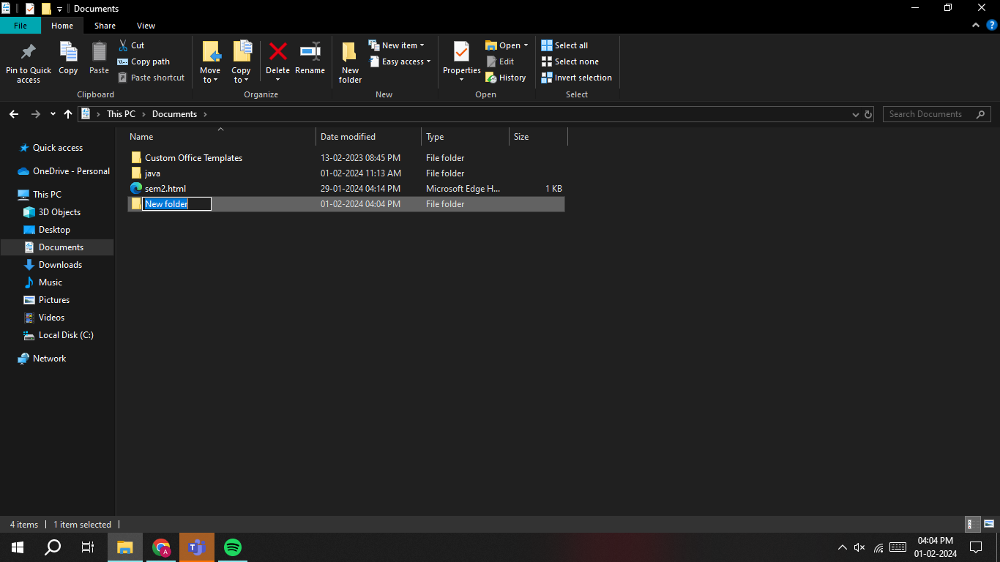 Documents
File Home Share View
Pin to Quick access
Copy
Paste
Cut
Copy path
Paste shortcut
Clipboard
Move to
Copy to
Delete
Rename
Organize
New folder
New item
Easy access
New
Properties
Open
Edit
History
Open
Select all
Select none
Invert selection
Select
This PC Documents
Search Documents
Name Date modified Type Size
Custom Office Templates 13-02-2023 08:45 PM File folder
java 01-02-2024 11:13 AM File folder
sem2.html 29-01-2024 04:14 PM Microsoft Edge H... 1 KB
New folder 01-02-2024 04:04 PM File folder
Quick access
OneDrive - Personal
This PC
3D Objects
Desktop
Documents
Downloads
Music
Pictures
Videos
Local Disk (C:)
Network
4 items 1 item selected
A
04:04 PM
01-02-2024